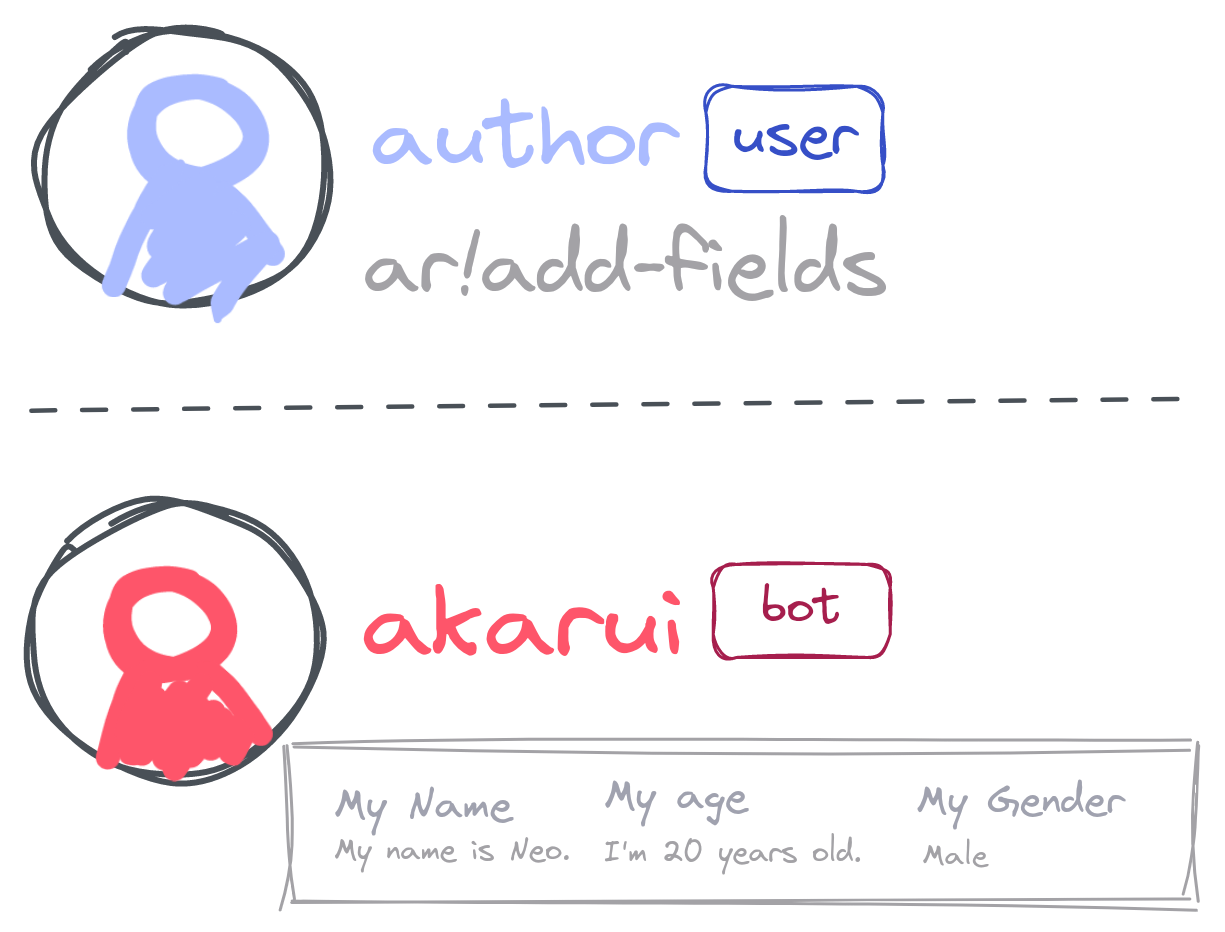 author user
ar!add-fields
akarui bot
My Name My age My Gender
My name is Neo. I'm 20 years old. Male